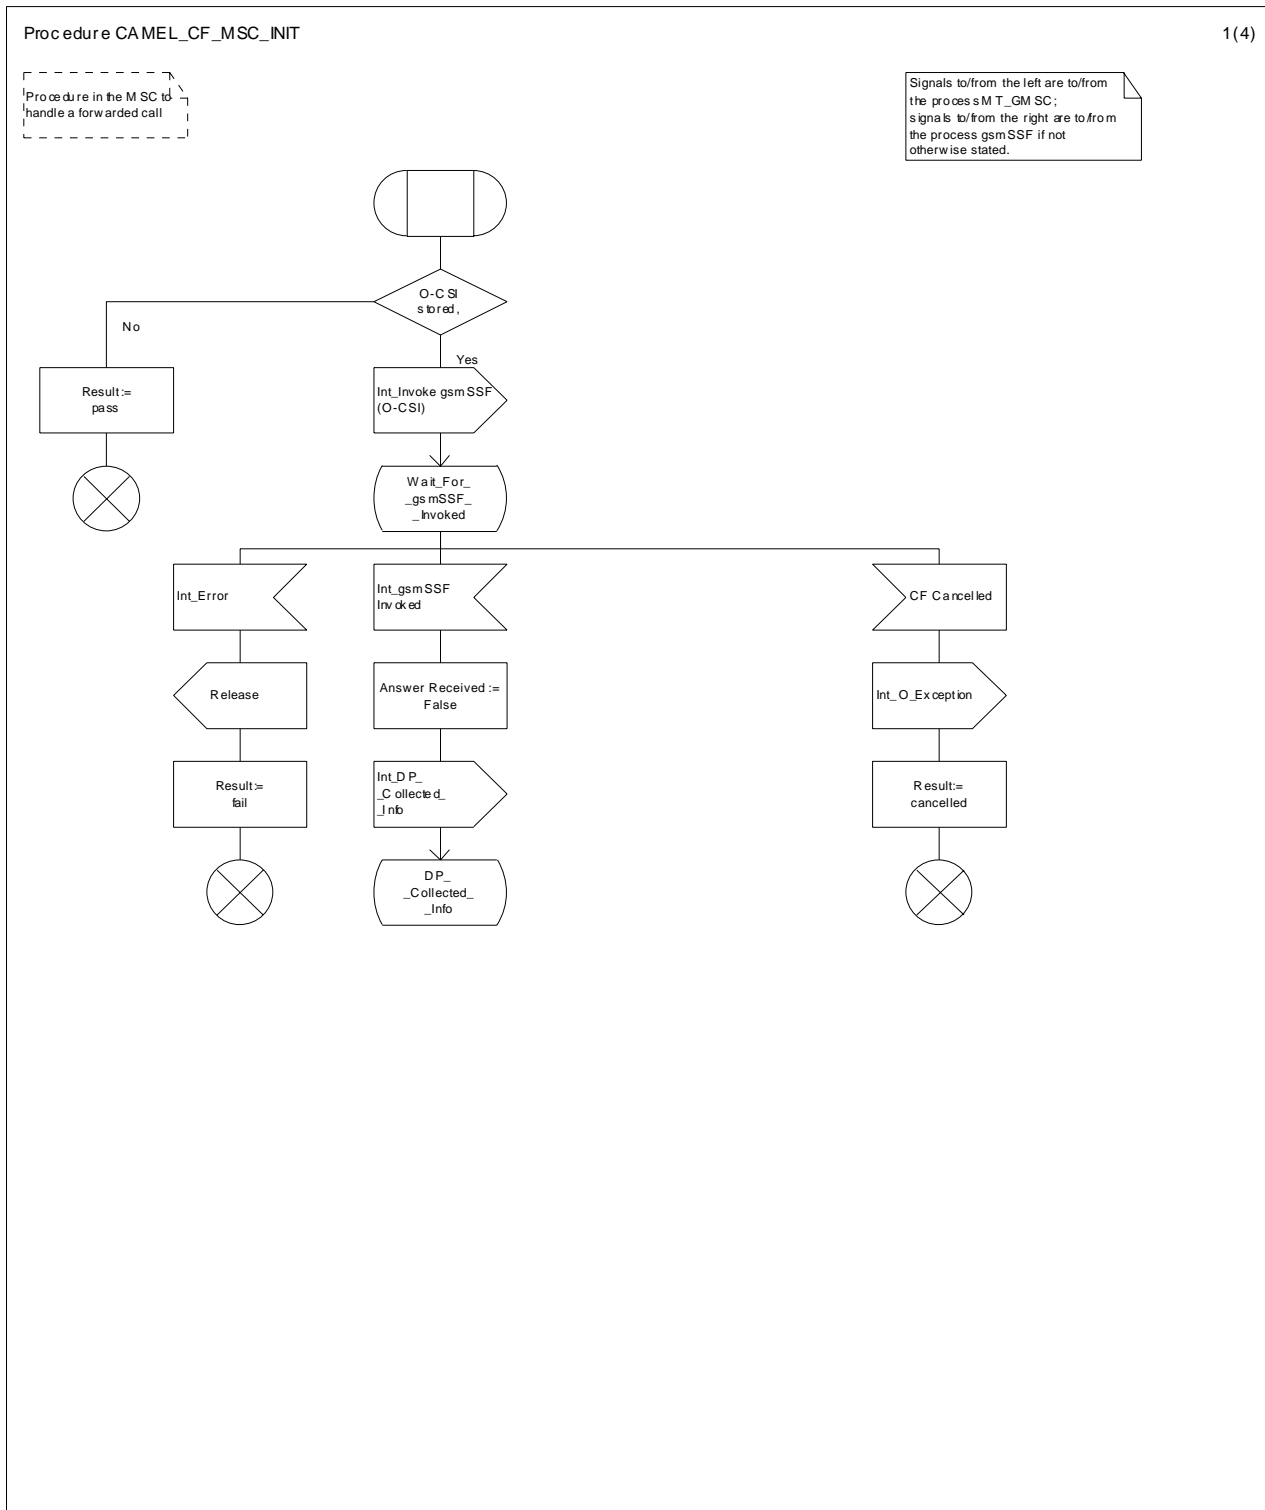 Procedure CAMEL_CF_MSC_INIT
1(4)
Procedure in the MSC to
handle a forwarded call
Signals to/from the left are to/from
the process MT_GMSC;
signals to/from the right are to/from
the process gsmSSF if not
otherwise stated.
O-CSI
stored,
No
Yes
Result:=
pass
Int_Invoke gsmSSF
(O-CSI)
Wait_For_
_gsmSSF_
_Invoked
Int_Error
Int_gsmSSF
Invoked
CF Cancelled
Release
Answer Received :=
False
Int_O_Exception
Result:=
fail
Int_DP_
_Collected_
_Info
Result:=
cancelled
DP_
_Collected_
_Info